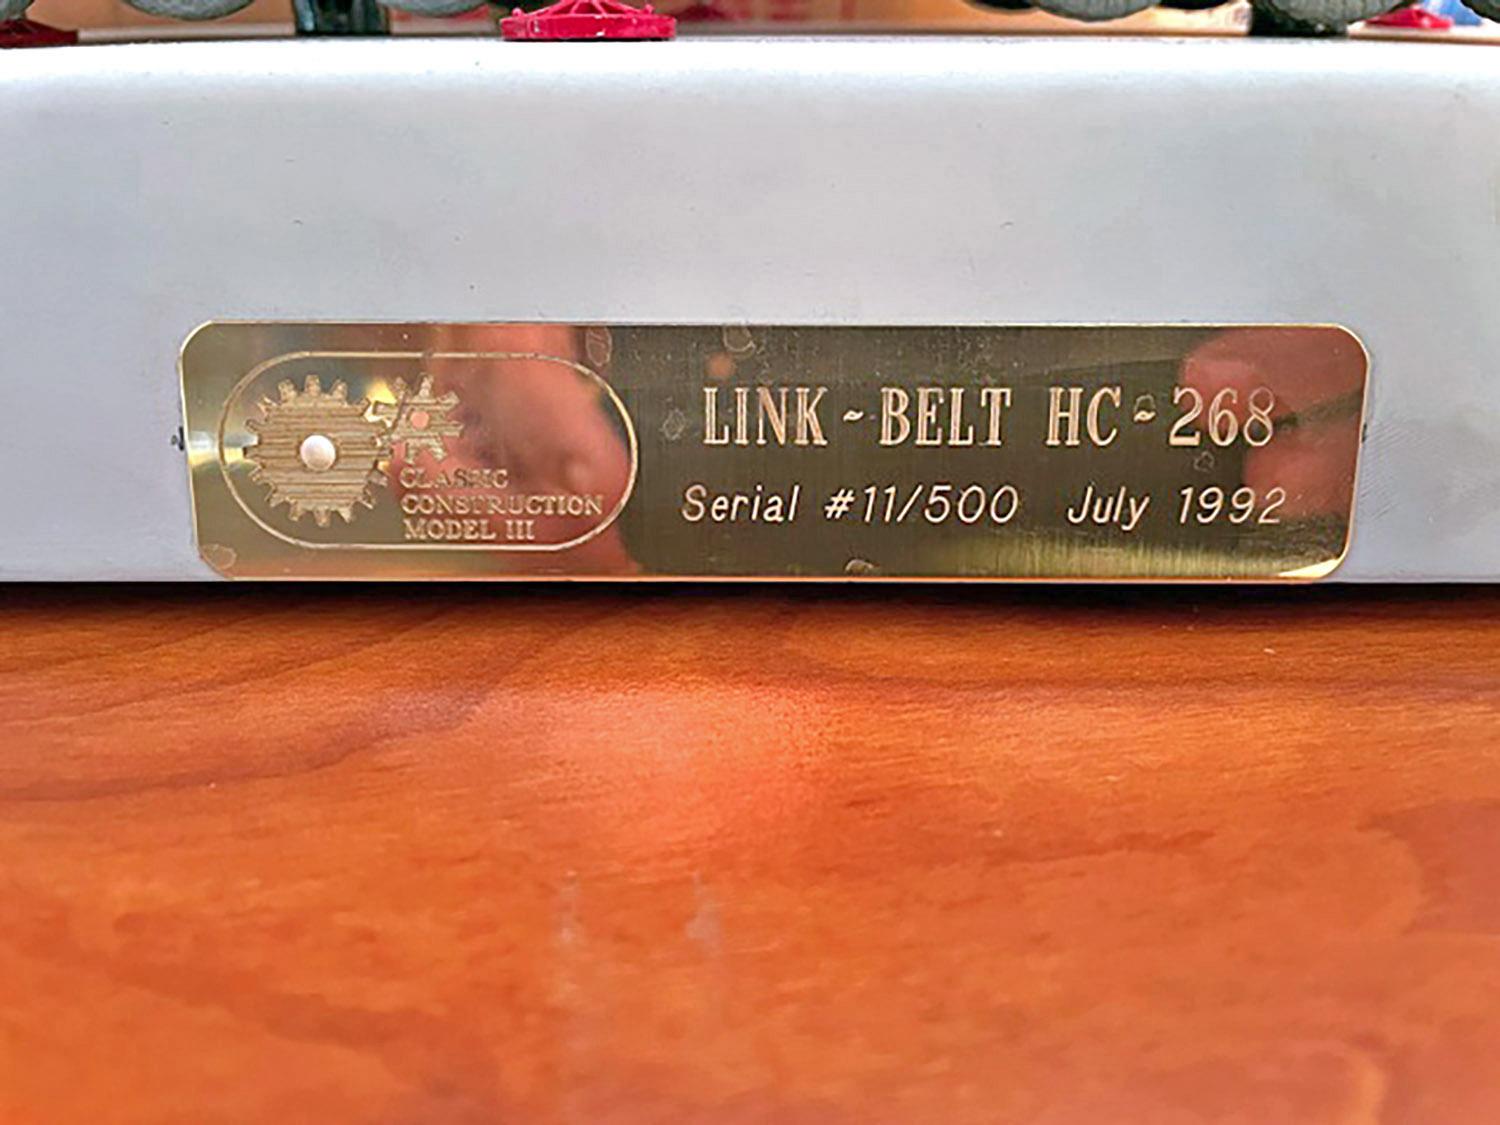 CLASSIC
CONSTRUCTION
MODEL III
LINK~BELT HC~268
Serial #11/500 July 1992